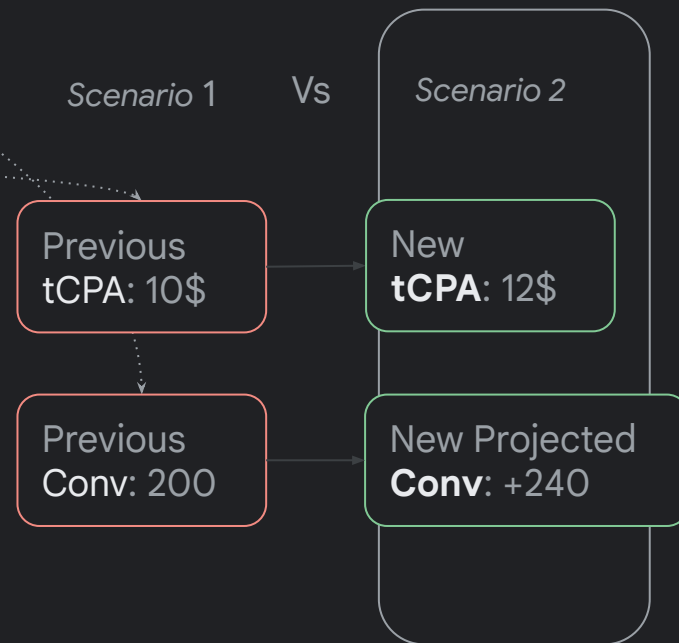 Scenario 1
Vs
Scenario 2
Previous
tCPA: 10$
New
tCPA: 12$
Previous
Conv: 200
New Projected
Conv: +240